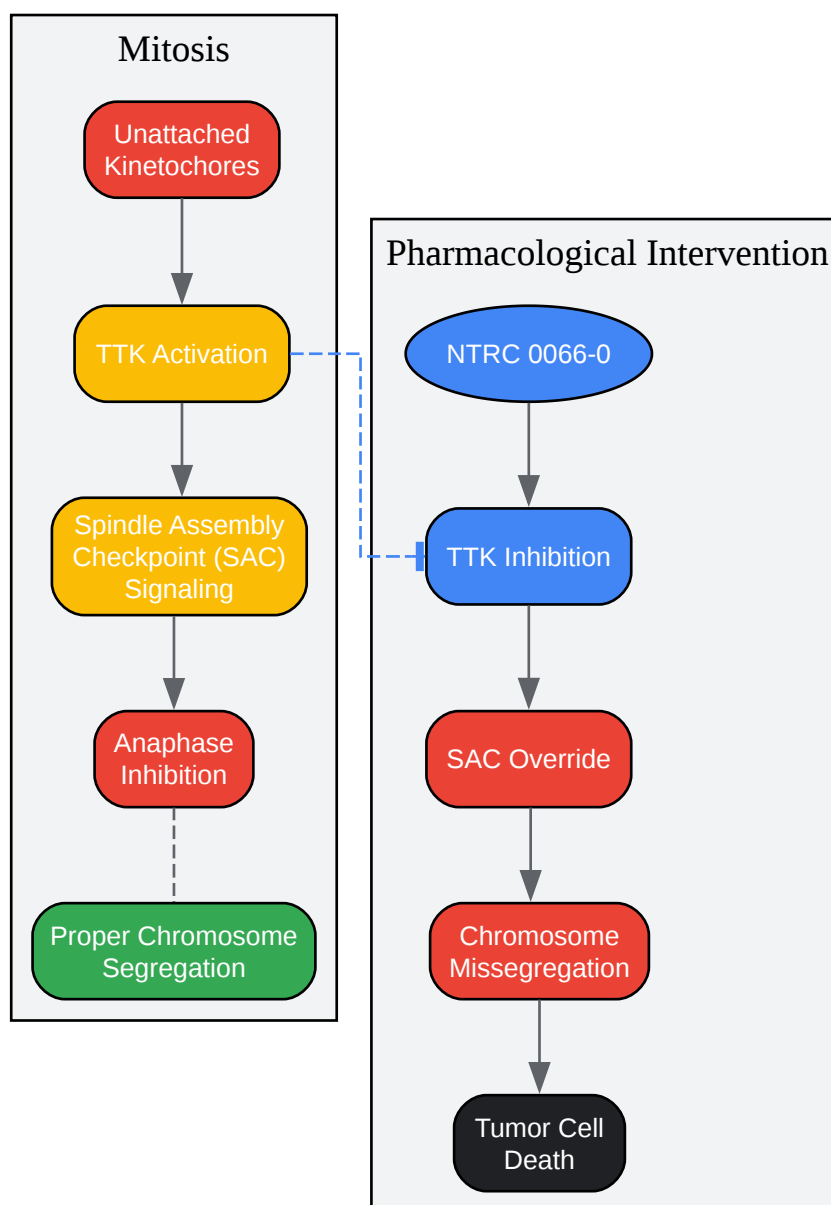 Mitosis
Unattached
Kinetochores
TTK Activation
Spindle Assembly
Checkpoint (SAC)
Signaling
Anaphase
Inhibition
Proper Chromosome
Segregation
Pharmacological Intervention
NTRC 0066-0
TTK Inhibition
SAC Override
Chromosome
Missegregation
Tumor Cell
Death